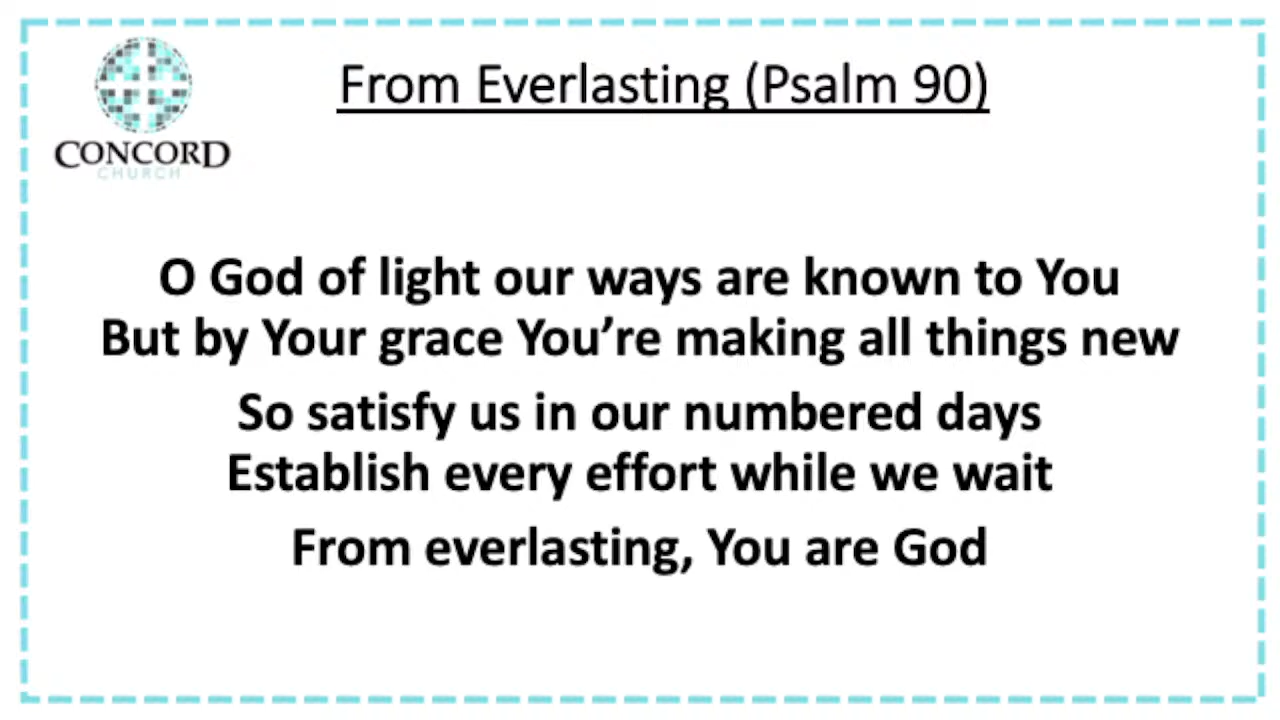 From Everlasting (Psalm 90)
CONCORD
CHURCH
O God of light our ways are known to You
But by Your grace You’re making all things new
So satisfy us in our numbered days
Establish every effort while we wait
From everlasting, You are God